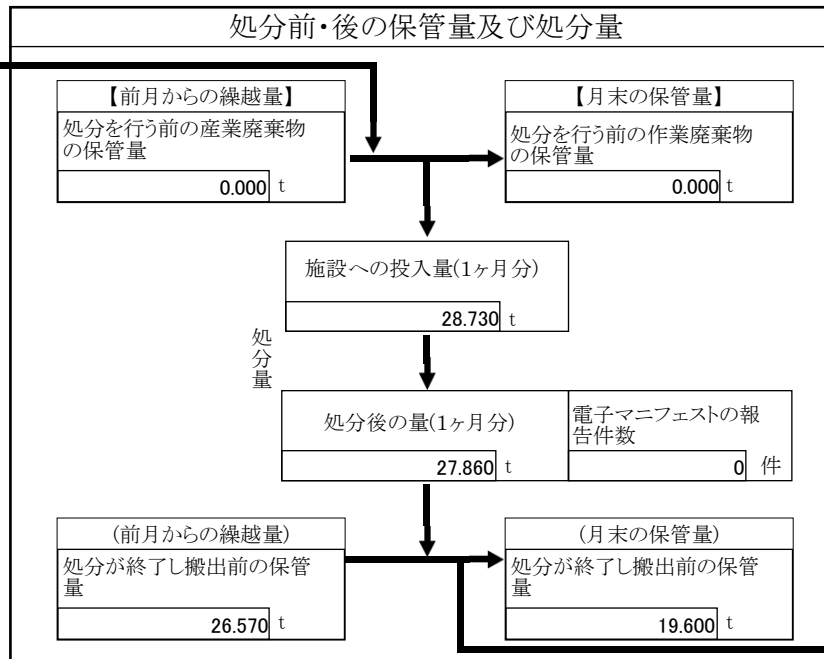 処分前・後の保管量及び処分量
【前月からの繰越量】
処分を行う前の産業廃棄物
の保管量
0.000 t
【月末の保管量】
処分を行う前の作業廃棄物
の保管量
0.000 t
施設への投入量(1ヶ月分)
28.730 t
処分量
処分後の量(1ヶ月分)
27.860 t
電子マニフェストの報
告件数
0 件
(前月からの繰越量)
処分が終了し搬出前の保管
量
26.570 t
(月末の保管量)
処分が終了し搬出前の保管
量
19.600 t